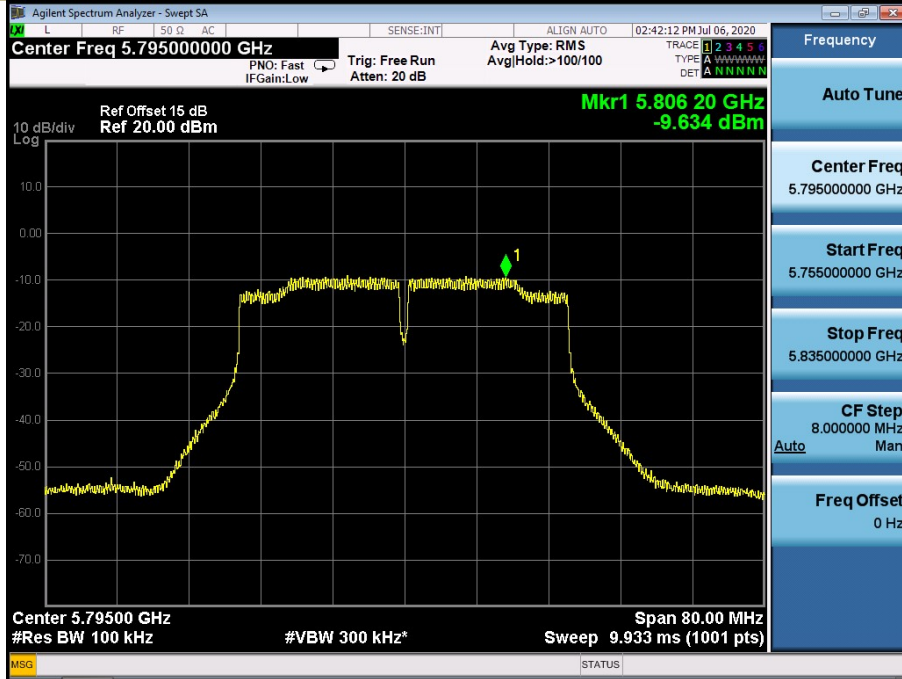 Agilent Spectrum Analyzer - Swept SA
LXI L RF 50 Ω AC SENSE:INT ALIGN AUTO 02:42:12 PM Jul 06, 2020
Center Freq 5.795000000 GHz
PNO: Fast
IFGain:Low
Trig: Free Run
Atten: 20 dB
Avg Type: RMS
Avg|Hold:>100/100
TRACE 1 2 3 4 5 6
TYPE A WWWWW
DET A N N N N N
Mkr1 5.806 20 GHz
-9.634 dBm
Ref Offset 15 dB
10 dB/div Ref 20.00 dBm
Log
10.0
0.00
1
-10.0
-20.0
-30.0
-40.0
-50.0
-60.0
-70.0
Center 5.79500 GHz Span 80.00 MHz
#Res BW 100 kHz #VBW 300 kHz* Sweep 9.933 ms (1001 pts)
MSG STATUS
Frequency
Auto Tune
Center Freq
5.795000000 GHz
Start Freq
5.755000000 GHz
Stop Freq
5.835000000 GHz
CF Step
8.000000 MHz
Auto Man
Freq Offset
0 Hz